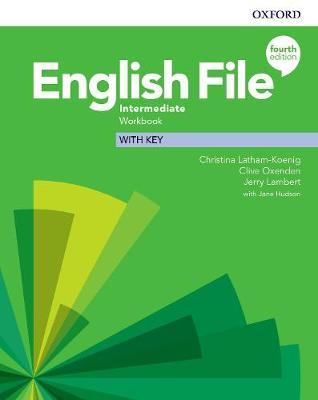 OXFORD
fourth
edition
English File
Intermediate
Workbook
WITH KEY
Christina Latham-Koenig
Clive Oxenden
Jerry Lambert
with Jane Hudson